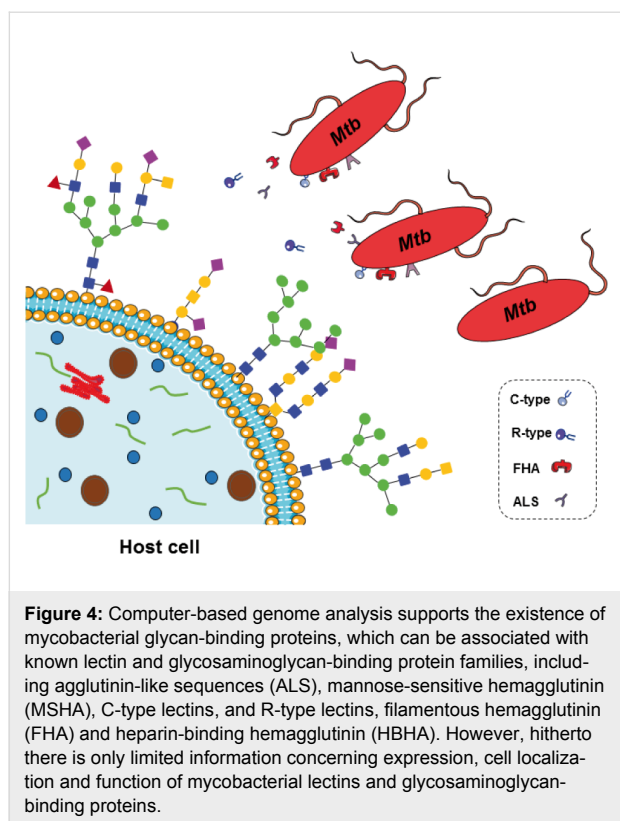 Mtb
Mtb
Mtb
C-type
R-type
FHA
ALS
Host cell
Figure 4: Computer-based genome analysis supports the existence of
mycobacterial glycan-binding proteins, which can be associated with
known lectin and glycosaminoglycan-binding protein families, includ-
ing agglutinin-like sequences (ALS), mannose-sensitive hemagglutinin
(MSHA), C-type lectins, and R-type lectins, filamentous hemagglutinin
(FHA) and heparin-binding hemagglutinin (HBHA). However, hitherto
there is only limited information concerning expression, cell localiza-
tion and function of mycobacterial lectins and glycosaminoglycan-
binding proteins.